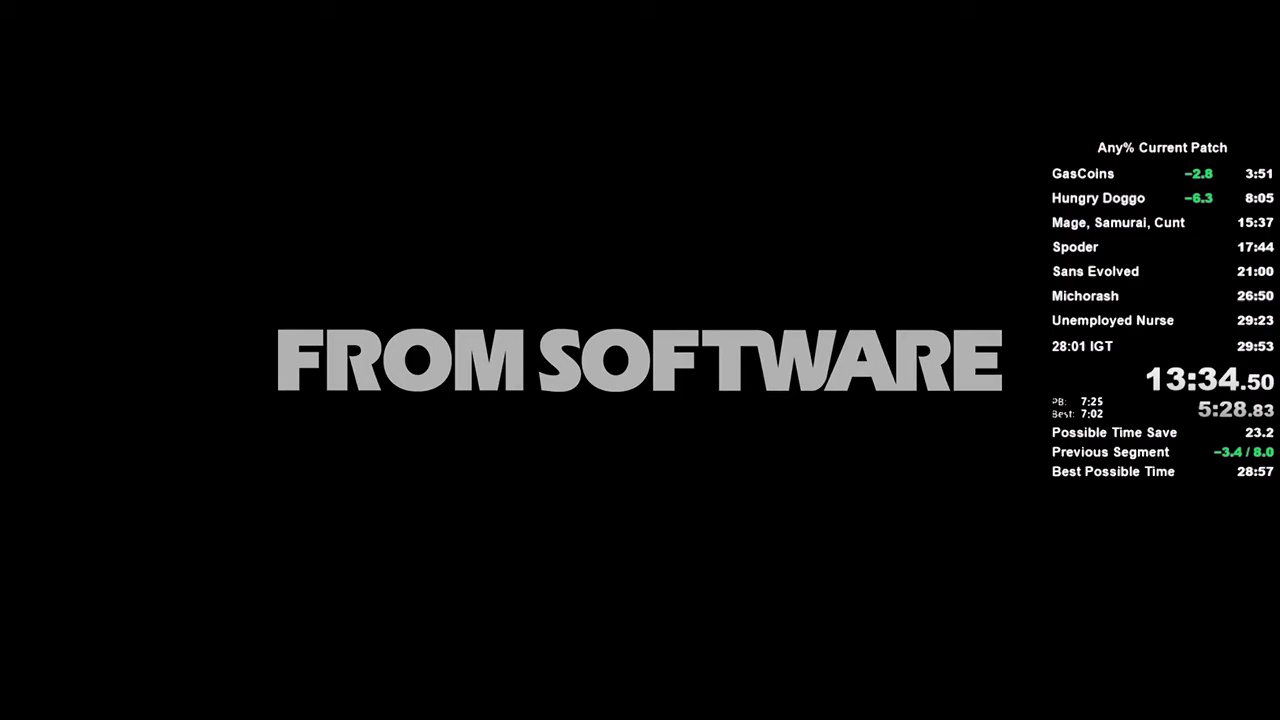 FROMSOFTWARE
Any% Current Patch
GasCoins −2.8 3:51
Hungry Doggo −6.3 8:05
Mage, Samurai, Cunt 15:37
Spoder 17:44
Sans Evolved 21:00
Michorash 26:50
Unemployed Nurse 29:23
28:01 IGT 29:53
13:34.50
PB: 7:25
Best: 7:02
5:28.83
Possible Time Save 23.2
Previous Segment −3.4 / 8.0
Best Possible Time 28:57